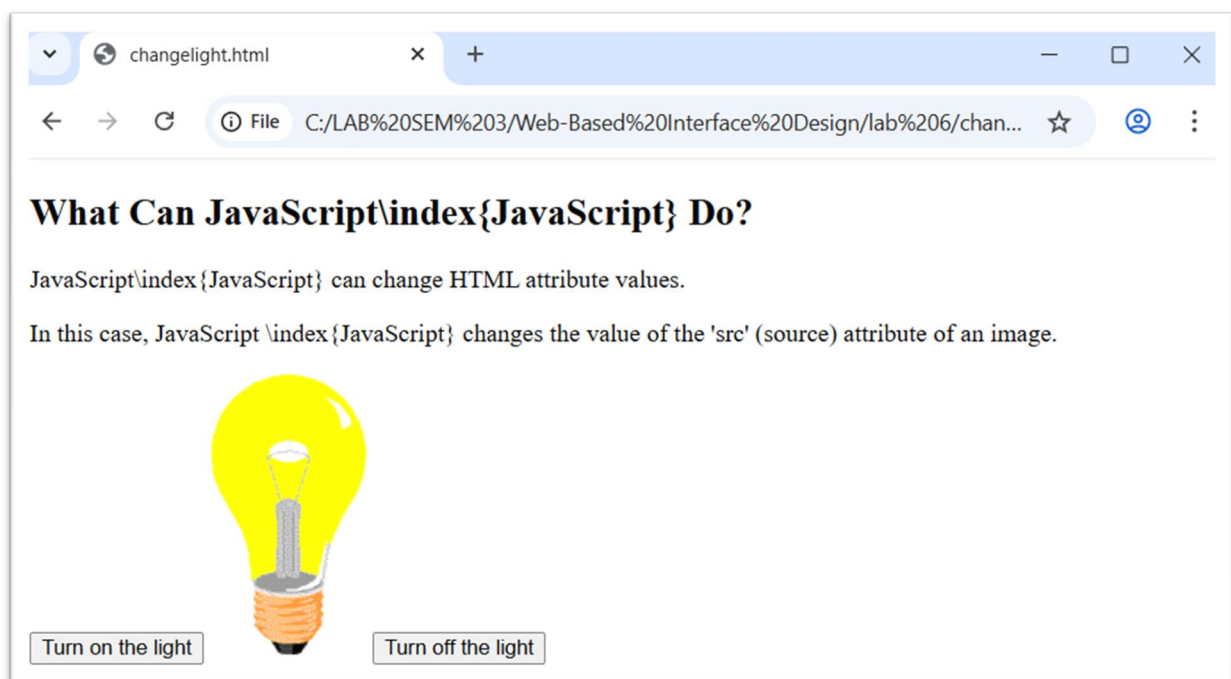 changelight.html
File C:/LAB%20SEM%203/Web-Based%20Interface%20Design/lab%206/chan...
What Can JavaScript\index{JavaScript} Do?
JavaScript\index{JavaScript} can change HTML attribute values.
In this case, JavaScript \index{JavaScript} changes the value of the 'src' (source) attribute of an image.
Turn on the light Turn off the light